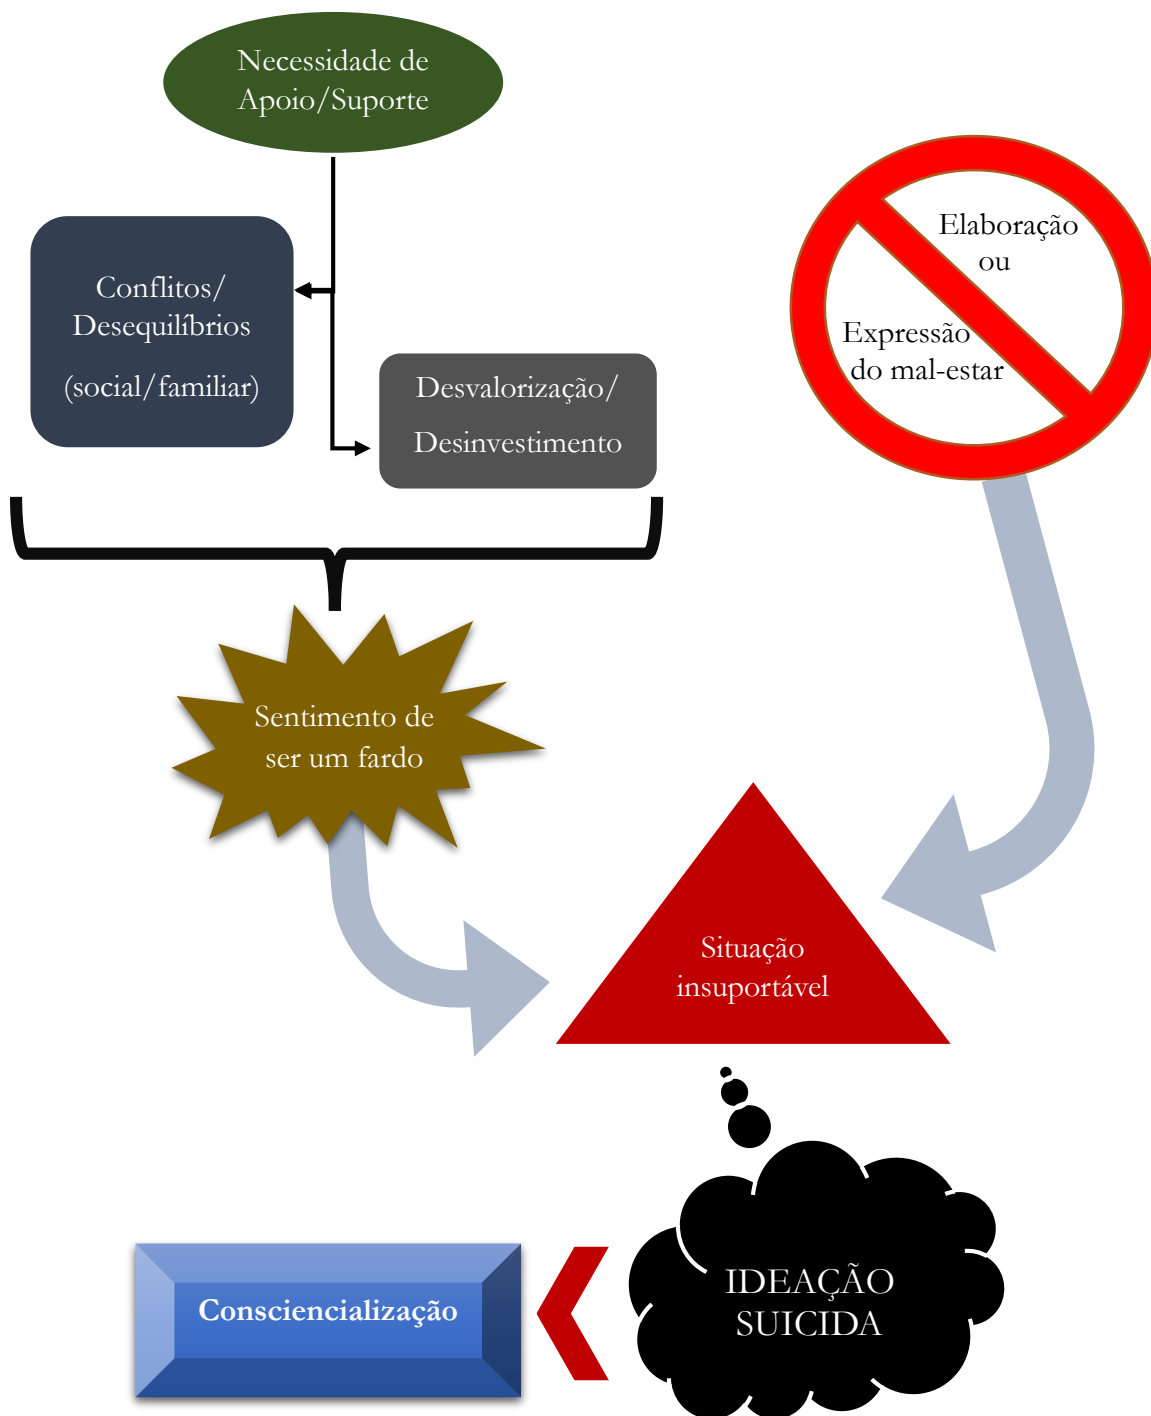 Necessidade de
Apoio/Suporte
Conflitos/
Desequilíbrios
(social/familiar)
Desvalorização/
Desinvestimento
Elaboração
ou
Expressão
do mal-estar
Sentimento de
ser um fardo
Situação
insuportável
IDEAÇÃO
SUICIDA
Consciencialização